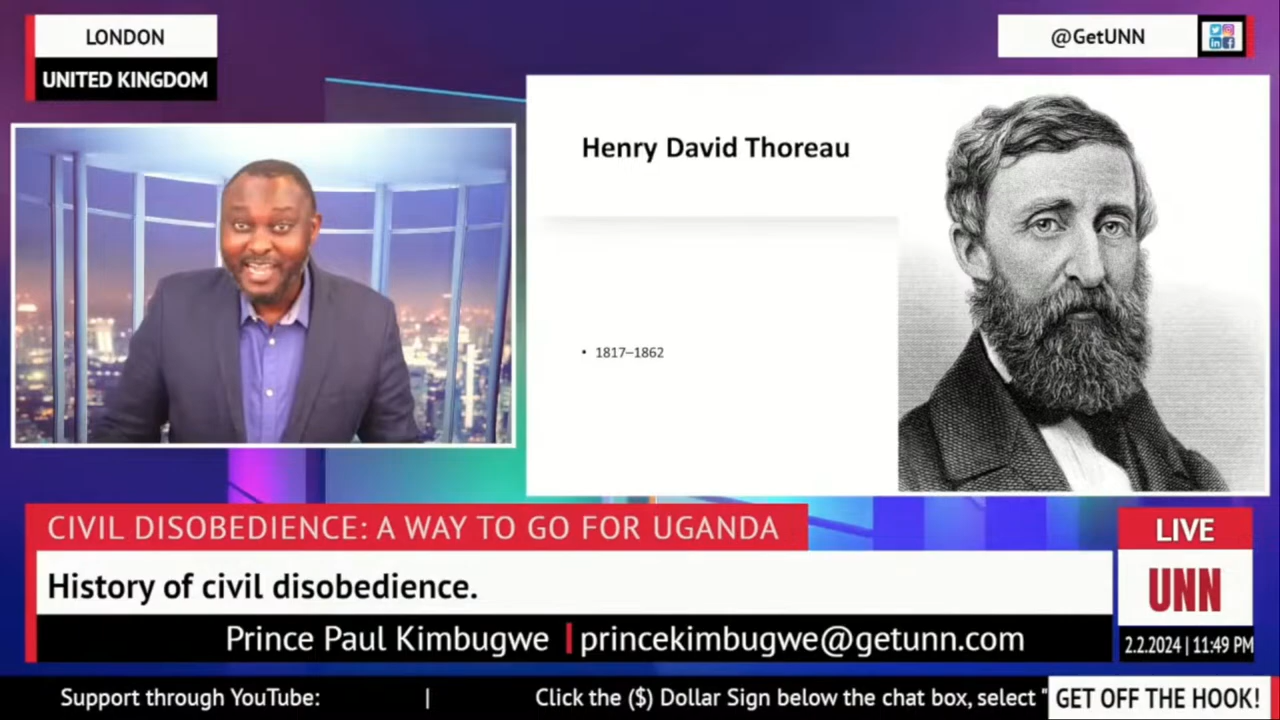 LONDON
UNITED KINGDOM
@GetUNN
Henry David Thoreau
• 1817–1862
CIVIL DISOBEDIENCE: A WAY TO GO FOR UGANDA
History of civil disobedience.
Prince Paul Kimbugwe | princekimbugwe@getunn.com
LIVE
UNN
2.2.2024 | 11:49 PM
Support through YouTube: | Click the ($) Dollar Sign below the chat box, select "
GET OFF THE HOOK!